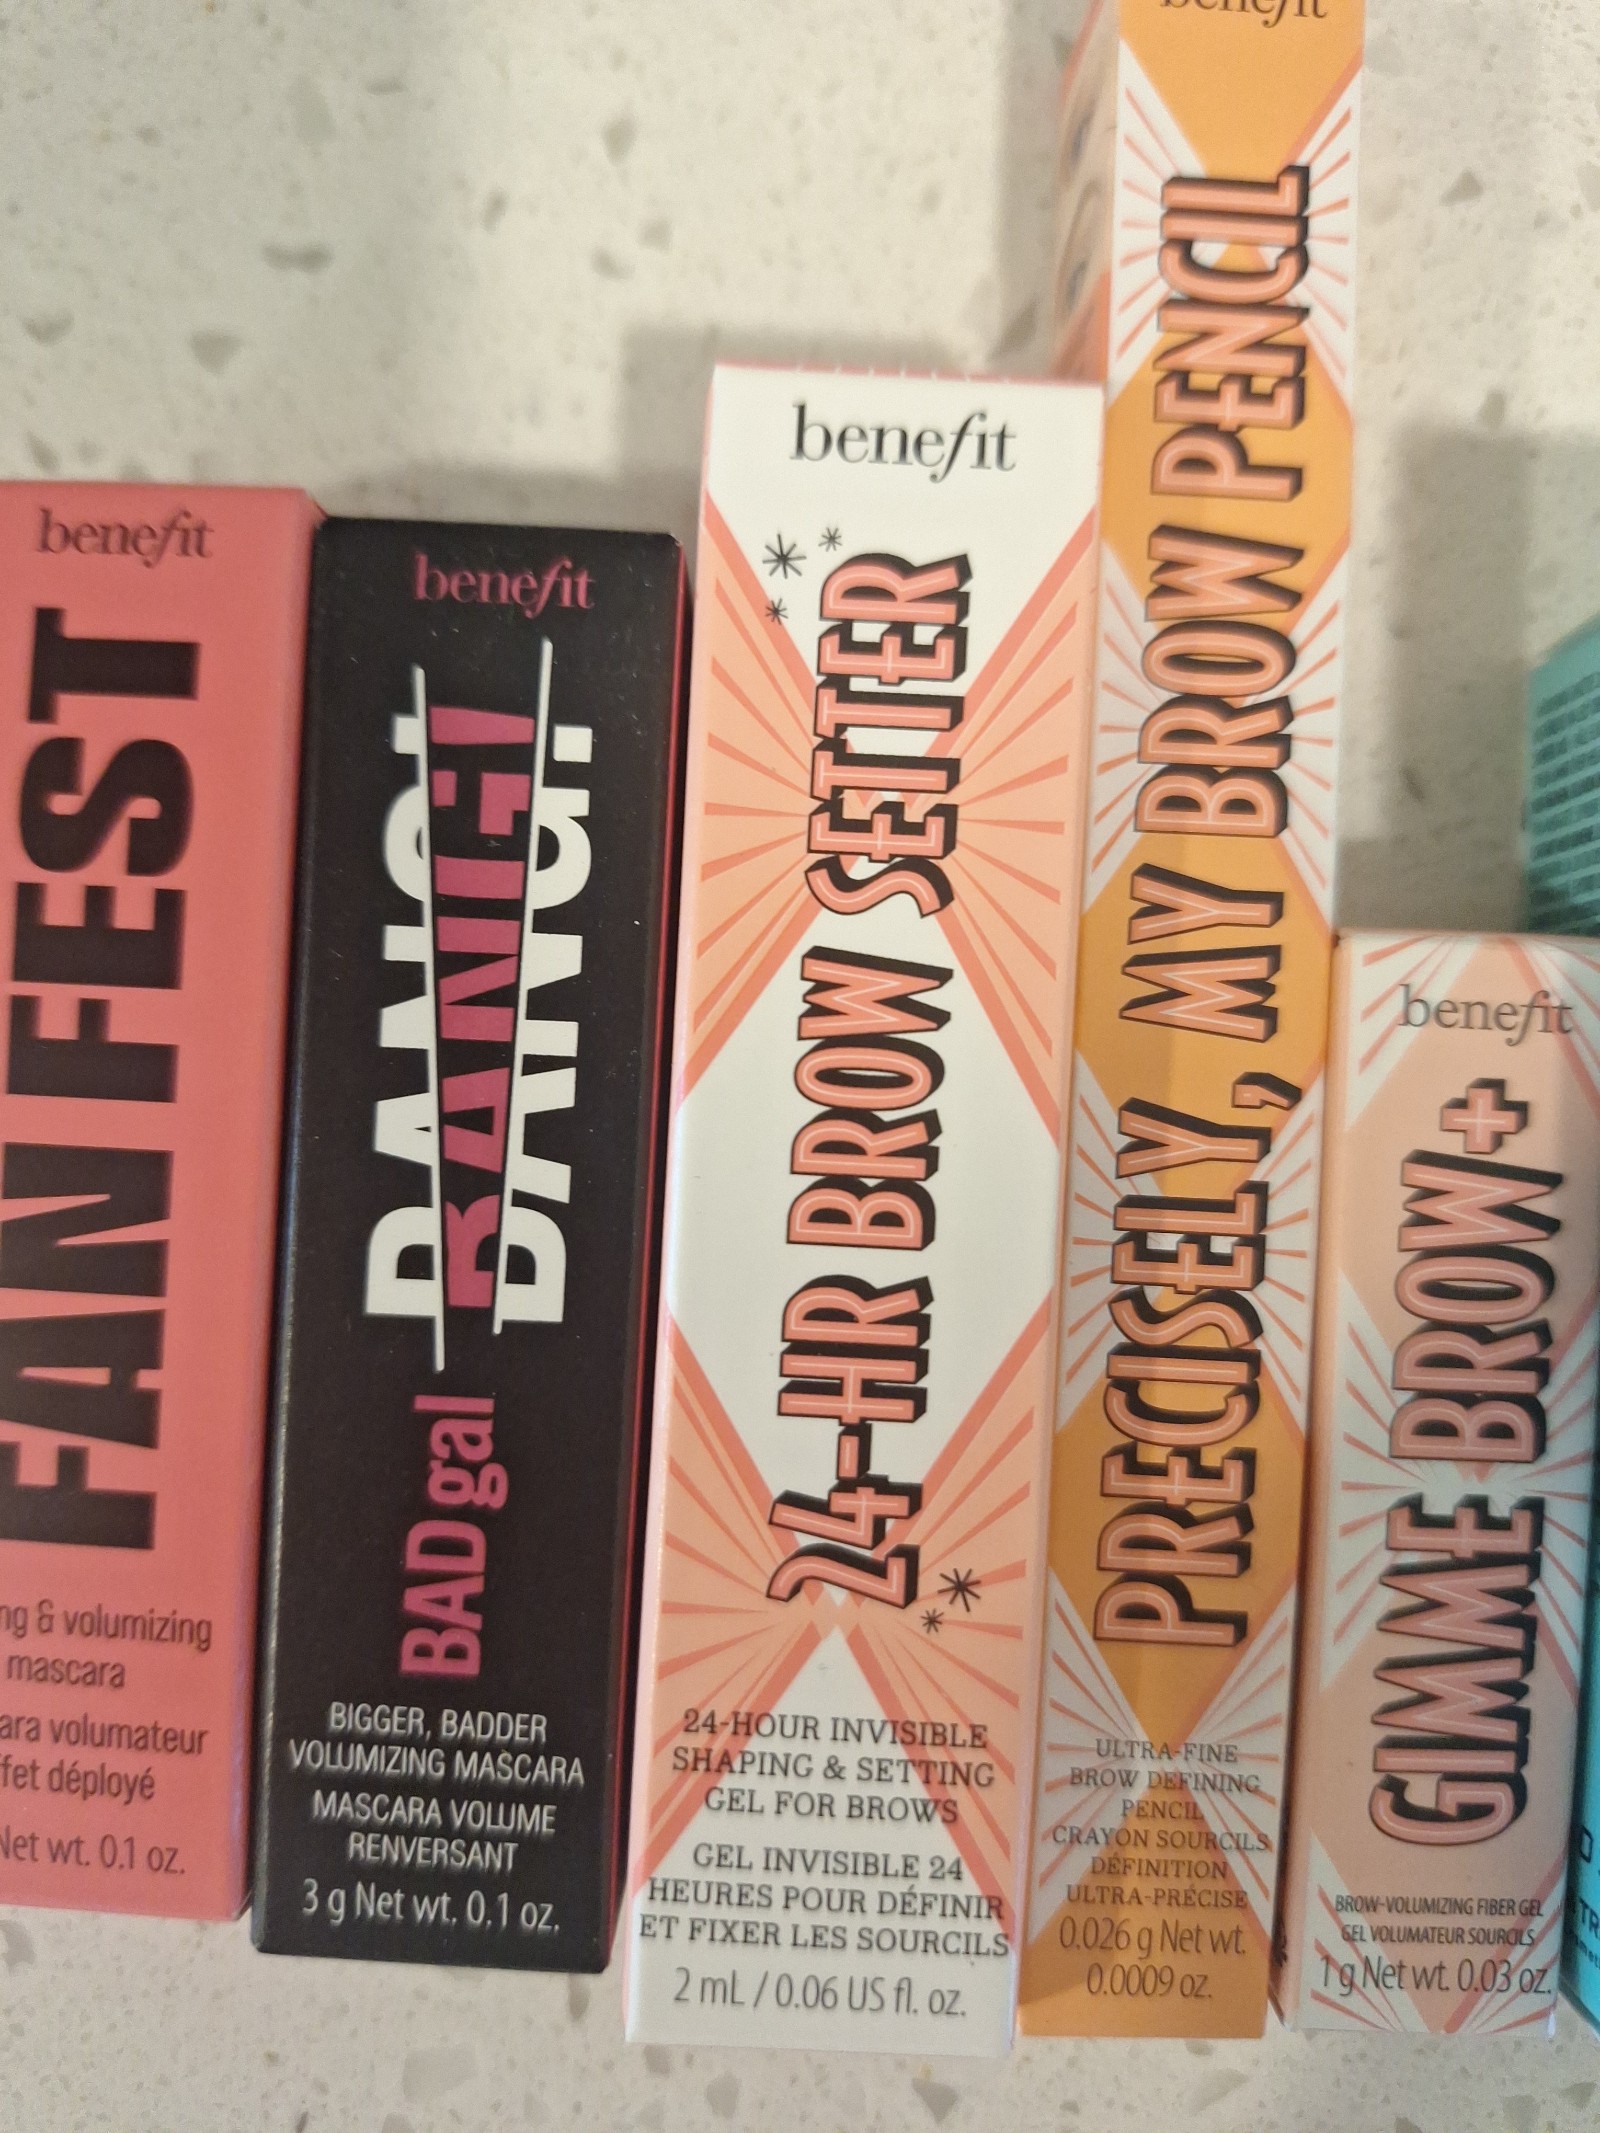 benefit
FAN FEST
& volumizing
mascara
volumateur
déployé
Net wt. 0.1 oz.
benefit
BAD gal BANG!
BIGGER, BADDER
VOLUMIZING MASCARA
MASCARA VOLUME
RENVERSANT
3 g Net wt. 0.1 oz.
benefit
24-HR BROW SETTER
24-HOUR INVISIBLE
SHAPING & SETTING
GEL FOR BROWS
GEL INVISIBLE 24
HEURES POUR DÉFINIR
ET FIXER LES SOURCILS
2 mL / 0.06 US fl. oz.
benefit
PRECISELY, MY BROW PENCIL
ULTRA-FINE
BROW DEFINING
PENCIL
CRAYON SOURCILS
DÉFINITION
ULTRA-PRÉCISE
0.026 g Net wt.
0.0009 oz.
benefit
GIMME BROW+
BROW-VOLUMIZING FIBER GEL
GEL VOLUMATEUR SOURCILS
1 g Net wt. 0.03 oz.